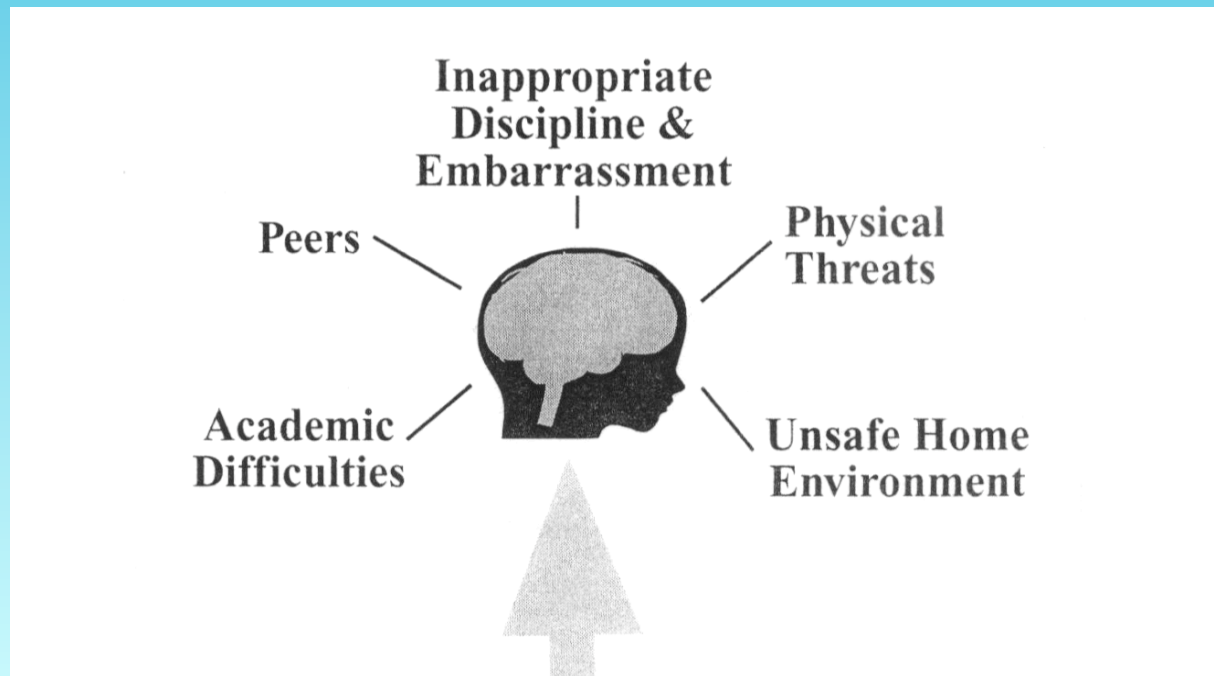 Inappropriate
Discipline &
Embarrassment
Peers
Physical
Threats
Academic
Difficulties
Unsafe Home
Environment